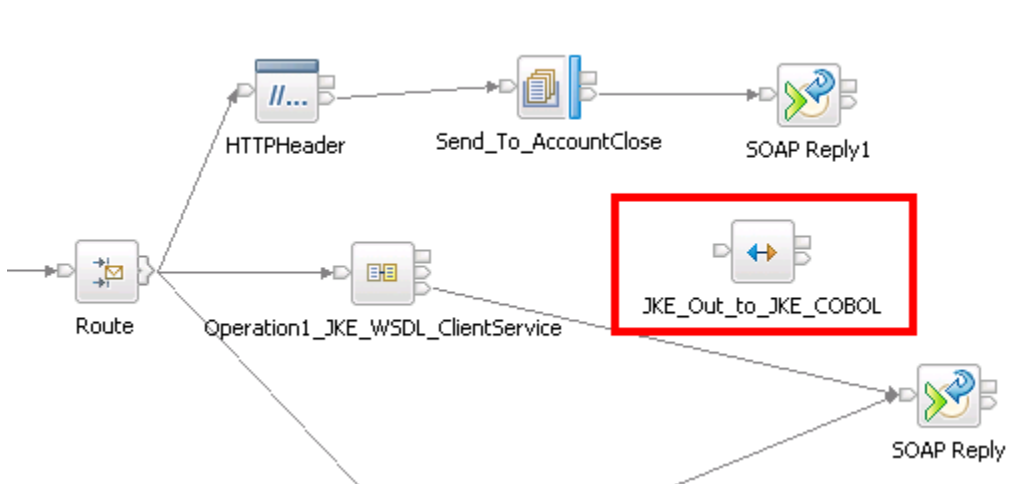 //...
HTTPHeader
Send_To_AccountClose
SOAP Reply1
JKE_Out_to_JKE_COBOL
Route
Operation1_JKE_WSDL_ClientService
SOAP Reply